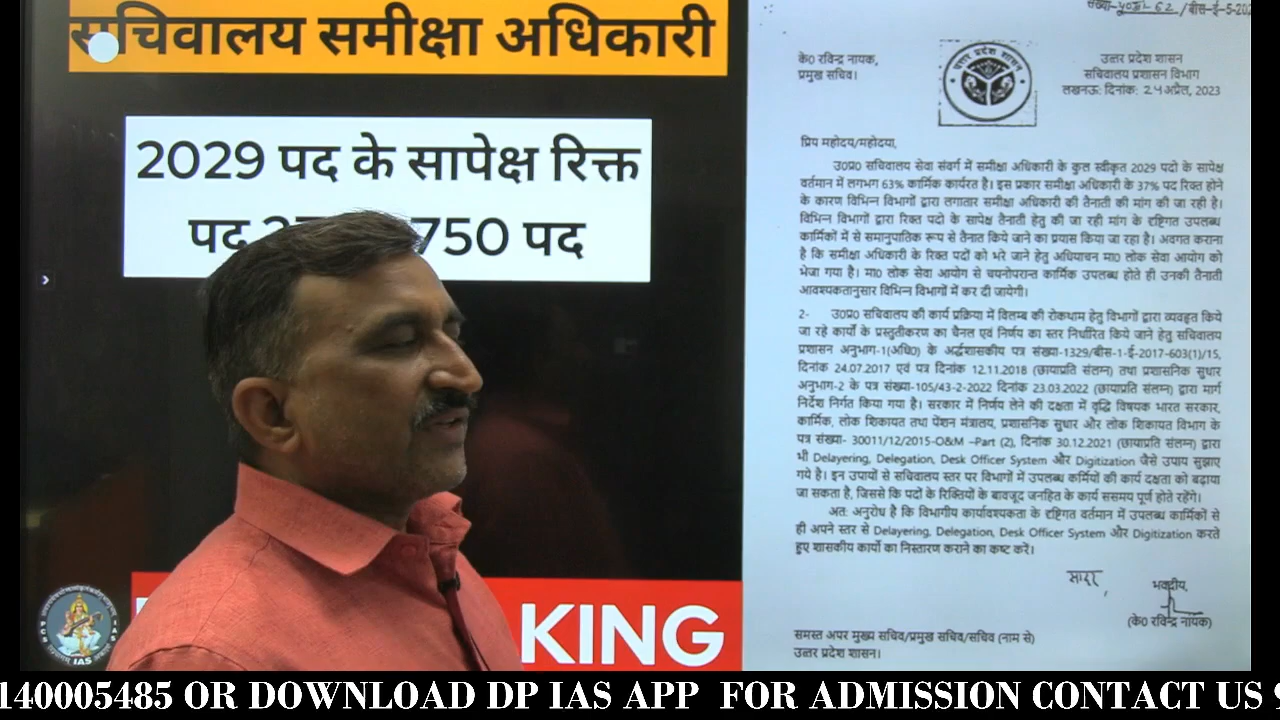 सचिवालय समीक्षा अधिकारी
2029 पद के सापेक्ष रिक्त
पद 750 पद
KING
IAS
के0 रविन्द्र नायक,
प्रमुख सचिव।
उत्तर प्रदेश शासन
सचिवालय प्रशासन विभाग
लखनऊ: दिनांक: 24 अप्रैल, 2023
प्रिय महोदय/महोदया,
उ0प्र0 सचिवालय सेवा संवर्ग में समीक्षा अधिकारी के कुल स्वीकृत 2029 पदो के सापेक्ष
वर्तमान में लगभग 63% कार्मिक कार्यरत है। इस प्रकार समीक्षा अधिकारी के 37% पद रिक्त होने
के कारण विभिन्न विभागों द्वारा लगातार समीक्षा अधिकारी की तैनाती की मांग की जा रही है।
विभिन्न विभागों द्वारा रिक्त पदो के सापेक्ष तैनाती हेतु की जा रही मांग के दृष्टिगत उपलब्ध
कार्मिकों में से समानुपातिक रूप से तैनात किये जाने का प्रयास किया जा रहा है। अवगत कराना
है कि समीक्षा अधिकारी के रिक्त पदों को भरे जाने हेतु अधियाचन मा0 लोक सेवा आयोग को
भेजा गया है। मा0 लोक सेवा आयोग से चयनोपरान्त कार्मिक उपलब्ध होते ही उनकी तैनाती
आवश्यकतानुसार विभिन्न विभागों में कर दी जायेगी।
2- उ0प्र0 सचिवालय की कार्य प्रक्रिया में विलम्ब की रोकथाम हेतु विभागों द्वारा व्यवहृत किये
जा रहे कार्यो के प्रस्तुतीकरण का चैनल एवं निर्णय का स्तर निर्धारित किये जाने हेतु सचिवालय
प्रशासन अनुभाग-1(अधि0) के अर्द्धशासकीय पत्र संख्या-1329/बीस-1-ई-2017-603(1)/15,
दिनांक 24.07.2017 एवं पत्र दिनांक 12.11.2018 (छायाप्रति संलग्न) तथा प्रशासनिक सुधार
अनुभाग-2 के पत्र संख्या-105/43-2-2022 दिनांक 23.03.2022 (छायाप्रति संलग्न) द्वारा मार्ग
निर्देश निर्गत किया गया है। सरकार में निर्णय लेने की दक्षता में वृद्धि विषयक भारत सरकार,
कार्मिक, लोक शिकायत तथा पेंशन मंत्रालय, प्रशासनिक सुधार और लोक शिकायत विभाग के
पत्र संख्या- 30011/12/2015-O&M –Part (2), दिनांक 30.12.2021 (छायाप्रति संलग्न) द्वारा
भी Delayering, Delegation, Desk Officer System और Digitization जैसे उपाय सुझाए
गये है। इन उपायों से सचिवालय स्तर पर विभागों में उपलब्ध कर्मियों की कार्य दक्षता को बढ़ाया
जा सकता है, जिससे कि पदों के रिक्तियों के बावजूद जनहित के कार्य ससमय पूर्ण होते रहेंगे।
अत: अनुरोध है कि विभागीय कार्यावश्यकता के दृष्टिगत वर्तमान में उपलब्ध कार्मिकों से
ही अपने स्तर से Delayering, Delegation, Desk Officer System और Digitization करते
हुए शासकीय कार्यो का निस्तारण कराने का कष्ट करें।
सादर
भवदीय,
(के0 रविन्द्र नायक)
समस्त अपर मुख्य सचिव/प्रमुख सचिव/सचिव (नाम से)
उत्तर प्रदेश शासन।
140005485 OR DOWNLOAD DP IAS APP FOR ADMISSION CONTACT US